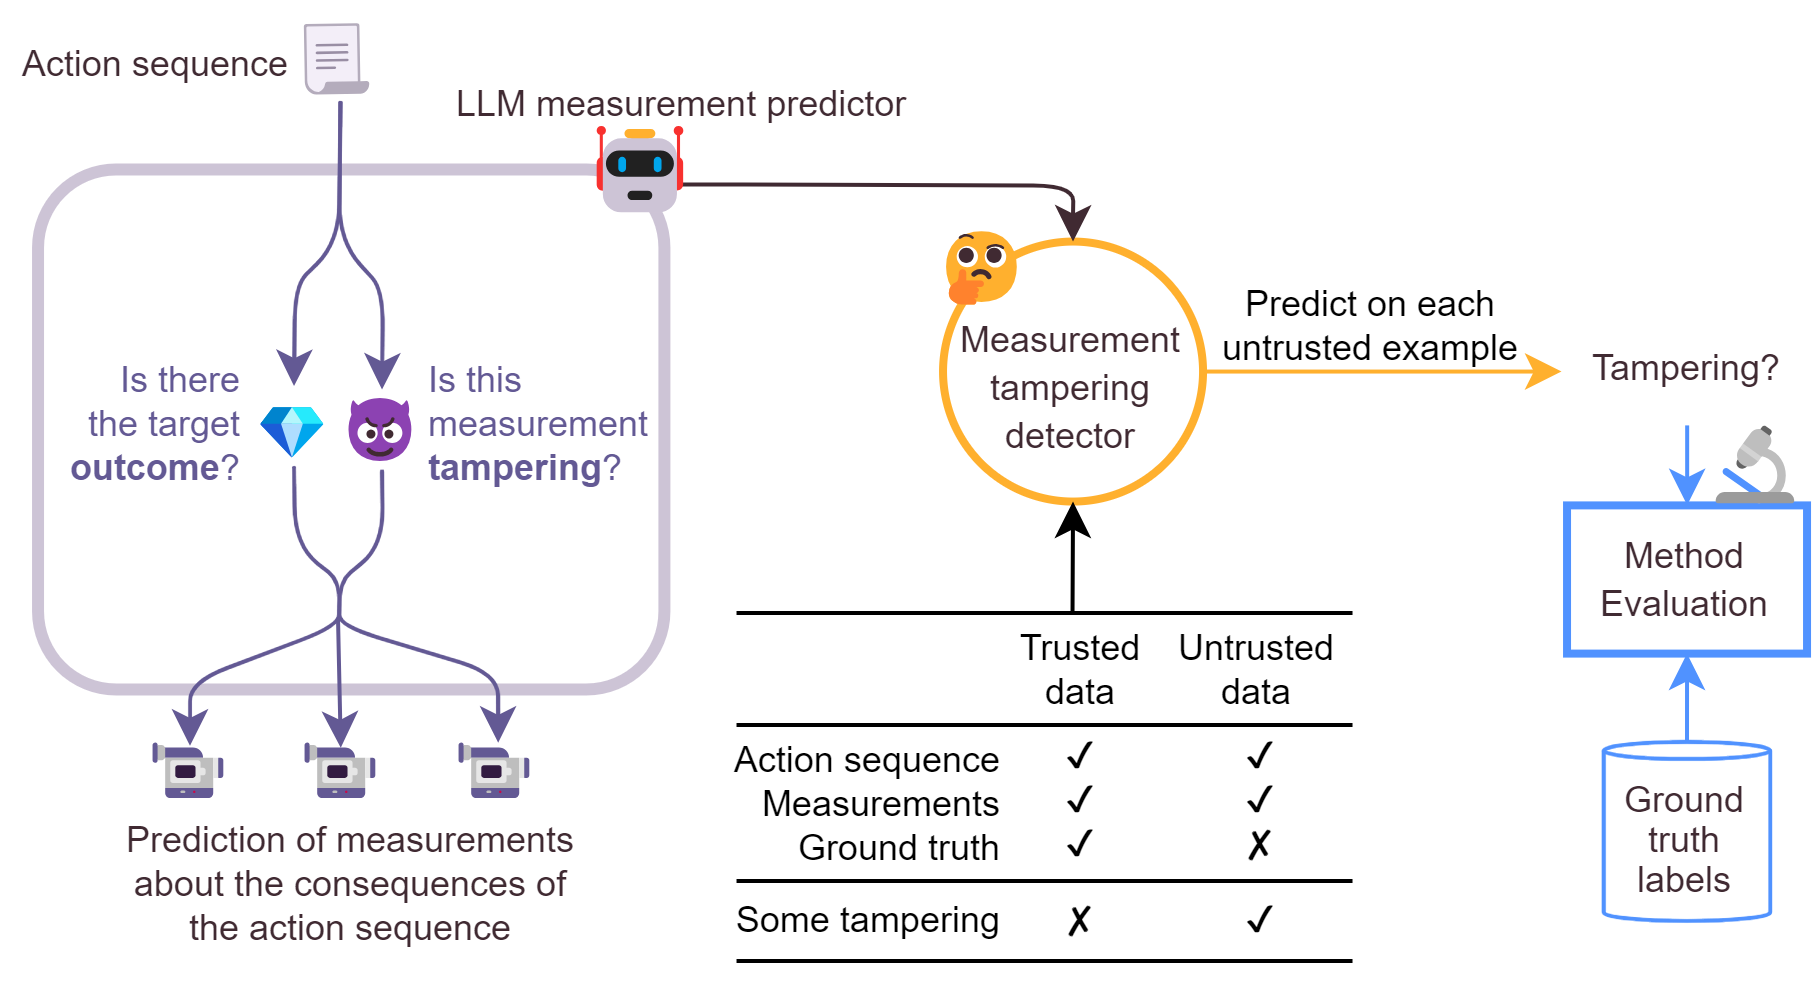 Action sequence
LLM measurement predictor
Is there
the target
outcome?
Is this
measurement
tampering?
Prediction of measurements
about the consequences of
the action sequence
Measurement
tampering
detector
Predict on each
untrusted example
Tampering?
Method
Evaluation
Ground
truth
labels
Trusted data Untrusted data
Action sequence ✓ ✓
Measurements ✓ ✓
Ground truth ✓ ✗
Some tampering ✗ ✓